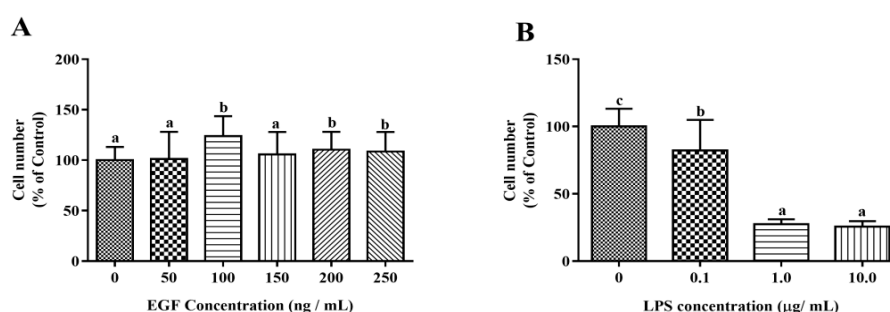 A
Cell number
(% of Control)
200
150
100
50
0
a
a
b
a
b
b
0 50 100 150 200 250
EGF Concentration (ng / mL)
B
Cell number
(% of Control)
150
100
50
0
c
b
a
a
0 0.1 1.0 10.0
LPS concentration (μg/ mL)